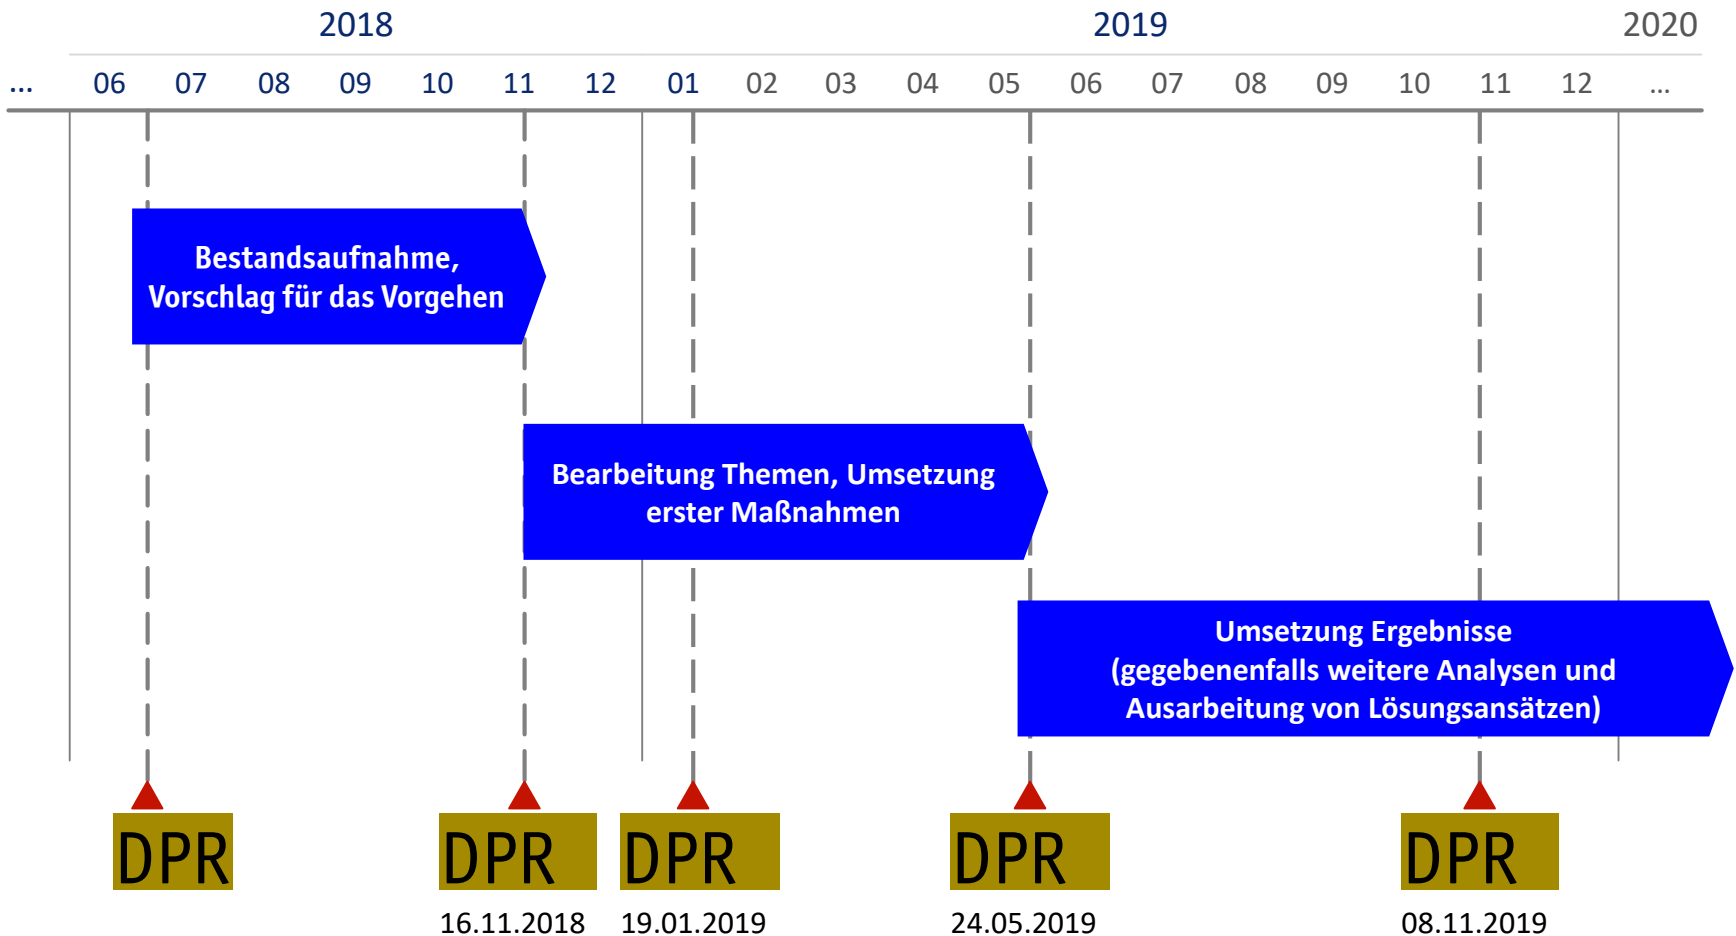 2018 2019 2020
... 06 07 08 09 10 11 12 01 02 03 04 05 06 07 08 09 10 11 12 ...
Bestandsaufnahme,
Vorschlag für das Vorgehen
Bearbeitung Themen, Umsetzung
erster Maßnahmen
Umsetzung Ergebnisse
(gegebenenfalls weitere Analysen und
Ausarbeitung von Lösungsansätzen)
DPR DPR DPR DPR DPR
16.11.2018 19.01.2019 24.05.2019 08.11.2019